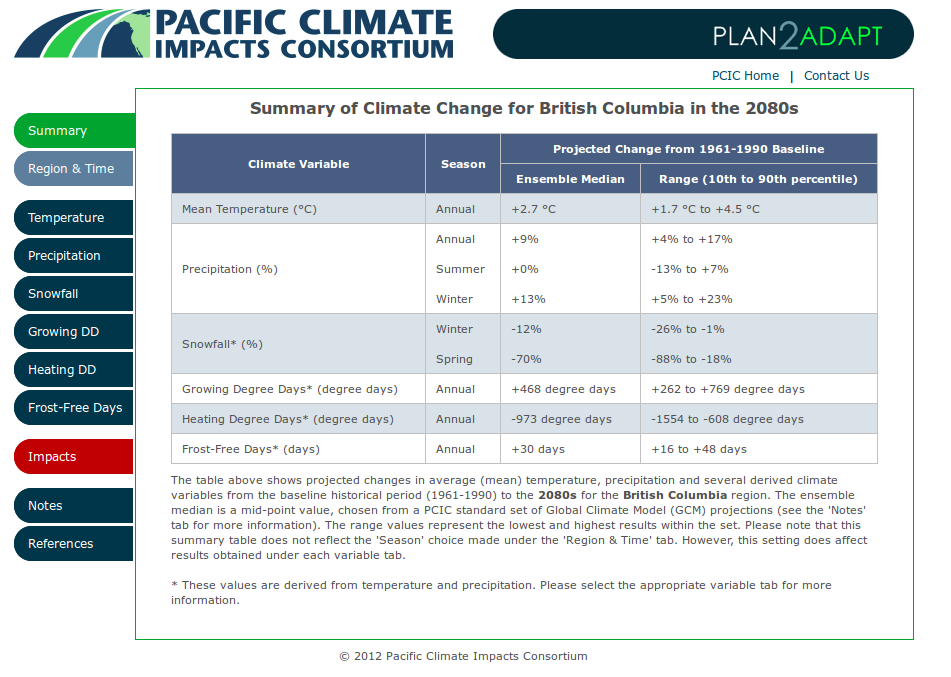 PACIFIC CLIMATE
IMPACTS CONSORTIUM
PLAN2ADAPT
PCIC Home | Contact Us
Summary
Region & Time
Temperature
Precipitation
Snowfall
Growing DD
Heating DD
Frost-Free Days
Impacts
Notes
References
Summary of Climate Change for British Columbia in the 2080s
Climate Variable Season Projected Change from 1961-1990 Baseline
Ensemble Median Range (10th to 90th percentile)
Mean Temperature (°C) Annual +2.7 °C +1.7 °C to +4.5 °C
Precipitation (%) Annual +9% +4% to +17%
Summer +0% -13% to +7%
Winter +13% +5% to +23%
Snowfall* (%) Winter -12% -26% to -1%
Spring -70% -88% to -18%
Growing Degree Days* (degree days) Annual +468 degree days +262 to +769 degree days
Heating Degree Days* (degree days) Annual -973 degree days -1554 to -608 degree days
Frost-Free Days* (days) Annual +30 days +16 to +48 days
The table above shows projected changes in average (mean) temperature, precipitation and several derived climate
variables from the baseline historical period (1961-1990) to the 2080s for the British Columbia region. The ensemble
median is a mid-point value, chosen from a PCIC standard set of Global Climate Model (GCM) projections (see the 'Notes'
tab for more information). The range values represent the lowest and highest results within the set. Please note that this
summary table does not reflect the 'Season' choice made under the 'Region & Time' tab. However, this setting does affect
results obtained under each variable tab.
* These values are derived from temperature and precipitation. Please select the appropriate variable tab for more
information.
© 2012 Pacific Climate Impacts Consortium